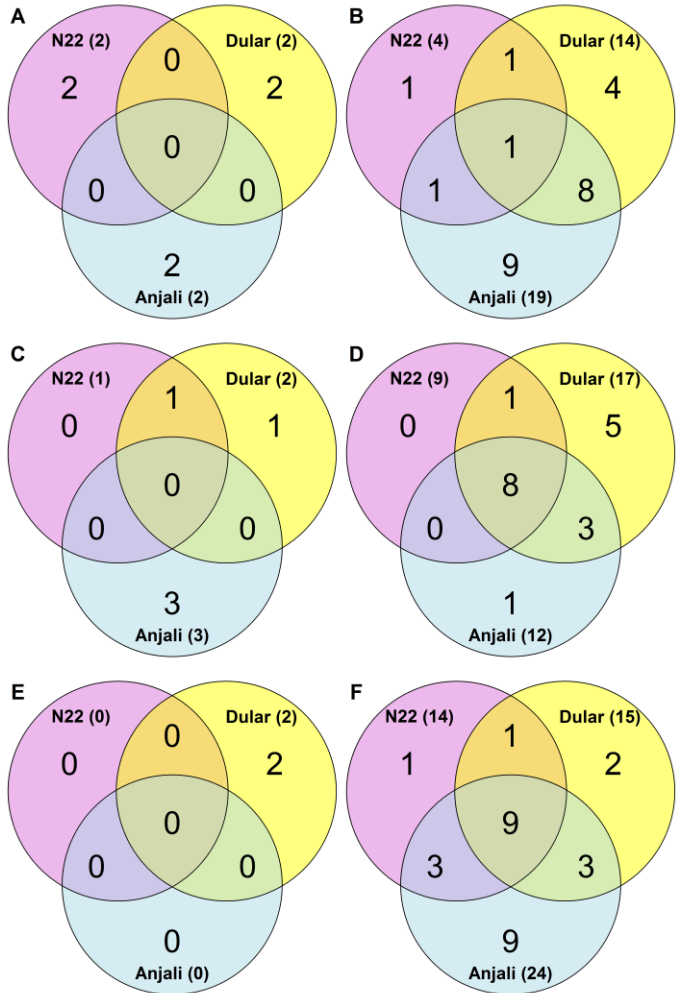 A
B
N22 (2)
0
Dular (2)
2
2
0
0
0
2
Anjali (2)
N22 (4)
1
Dular (14)
1
4
1
1
8
9
Anjali (19)
C
D
N22 (1)
1
Dular (2)
0
1
0
0
0
3
Anjali (3)
N22 (9)
1
Dular (17)
0
5
8
0
3
1
Anjali (12)
E
F
N22 (0)
0
Dular (2)
0
2
0
0
0
0
Anjali (0)
N22 (14)
1
Dular (15)
1
2
9
3
3
9
Anjali (24)